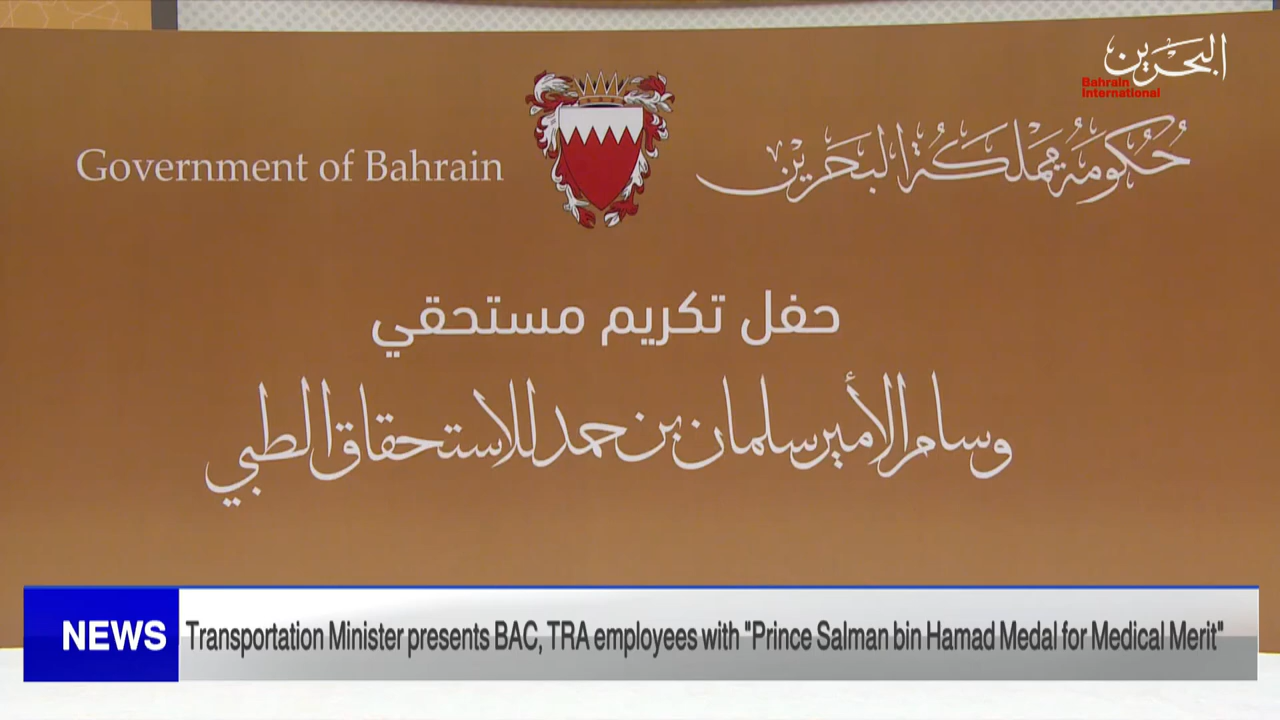 البحرين
Bahrain
International
Government of Bahrain
حكومة مملكة البحرين
حفل تكريم مستحقي
وسام الأمير سلمان بن حمد للاستحقاق الطبي
NEWS
Transportation Minister presents BAC, TRA employees with "Prince Salman bin Hamad Medal for Medical Merit"